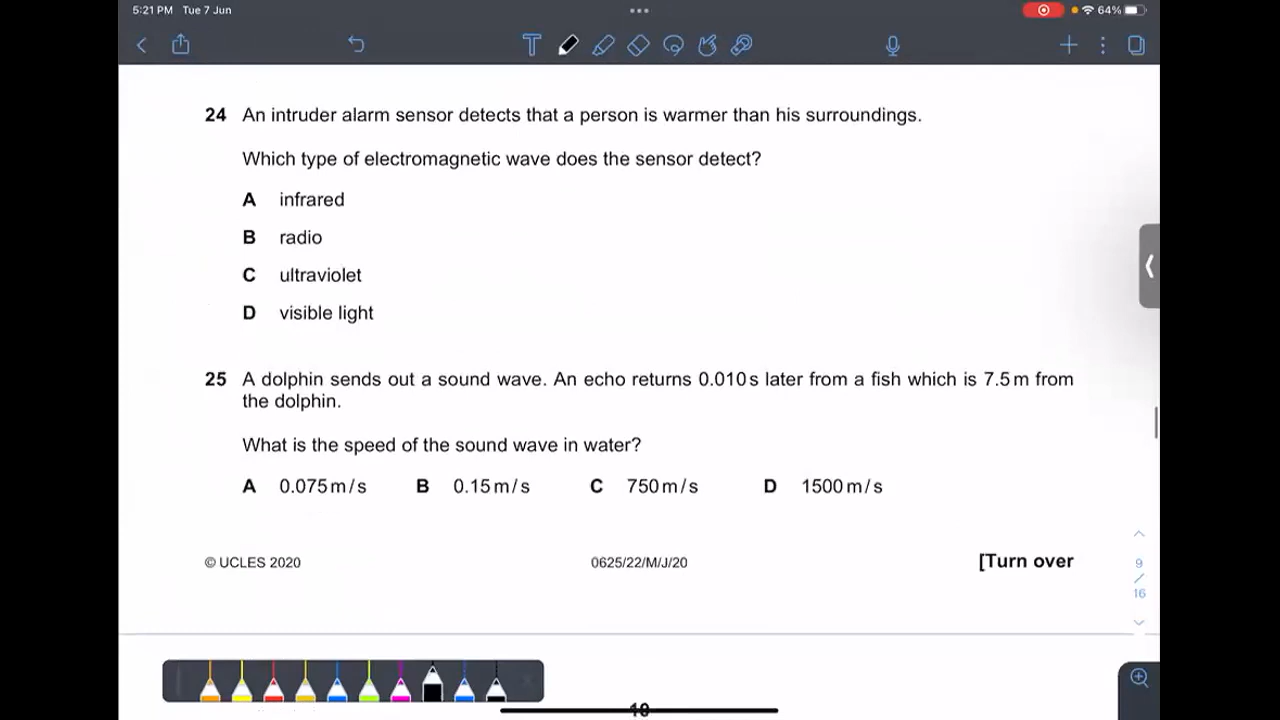 5:21 PM Tue 7 Jun
64%
24 An intruder alarm sensor detects that a person is warmer than his surroundings.
Which type of electromagnetic wave does the sensor detect?
A infrared
B radio
C ultraviolet
D visible light
25 A dolphin sends out a sound wave. An echo returns 0.010 s later from a fish which is 7.5 m from
the dolphin.
What is the speed of the sound wave in water?
A 0.075 m / s B 0.15 m / s C 750 m / s D 1500 m / s
© UCLES 2020 0625/22/M/J/20 [Turn over
9
/
16
10